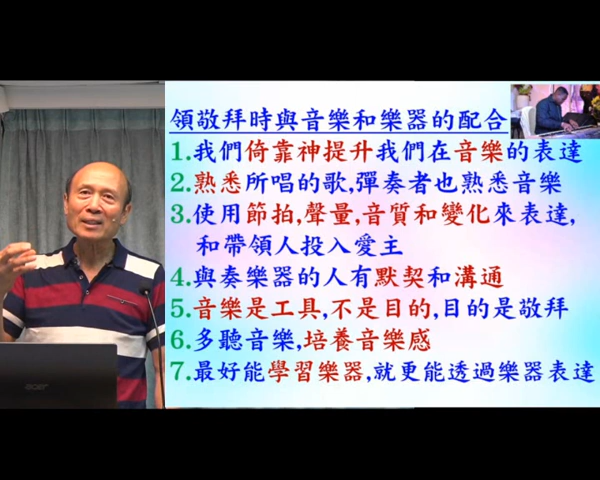 領敬拜時與音樂和樂器的配合
1.我們倚靠神提升我們在音樂的表達
2.熟悉所唱的歌,彈奏者也熟悉音樂
3.使用節拍,聲量,音質和變化來表達,
和帶領人投入愛主
4.與奏樂器的人有默契和溝通
5.音樂是工具,不是目的,目的是敬拜
6.多聽音樂,培養音樂感
7.最好能學習樂器,就更能透過樂器表達
acer